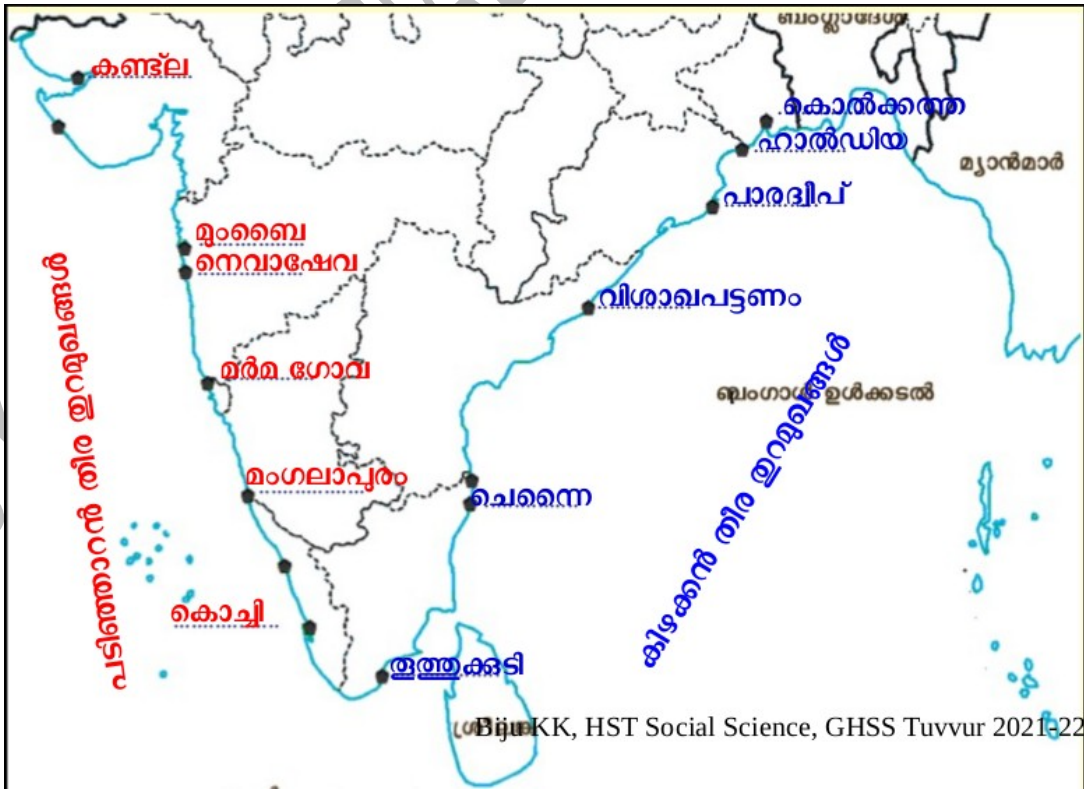 ബംഗ്ലാദേശ്
കണ്ട്ല
കൊൽക്കത്ത
ഹാൽഡിയ
മ്യാൻമാർ
പാരദ്വീപ്
മുംബൈ
നെവാഷേവ
വിശാഖപട്ടണം
മർമ ഗോവ
ബംഗാൾ ഉൾക്കടൽ
മംഗലാപുരം
ചെന്നൈ
പടിഞ്ഞാറൻ തീര തുറമുഖങ്ങൾ
കിഴക്കൻ തീര തുറമുഖങ്ങൾ
കൊച്ചി
തൂത്തുക്കുടി
Biju KK, HST Social Science, GHSS Tuvvur 2021-22